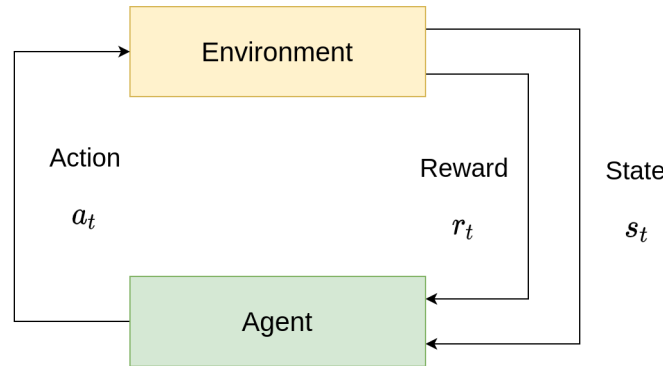 Environment
Action
a_t
Reward
r_t
State
s_t
Agent